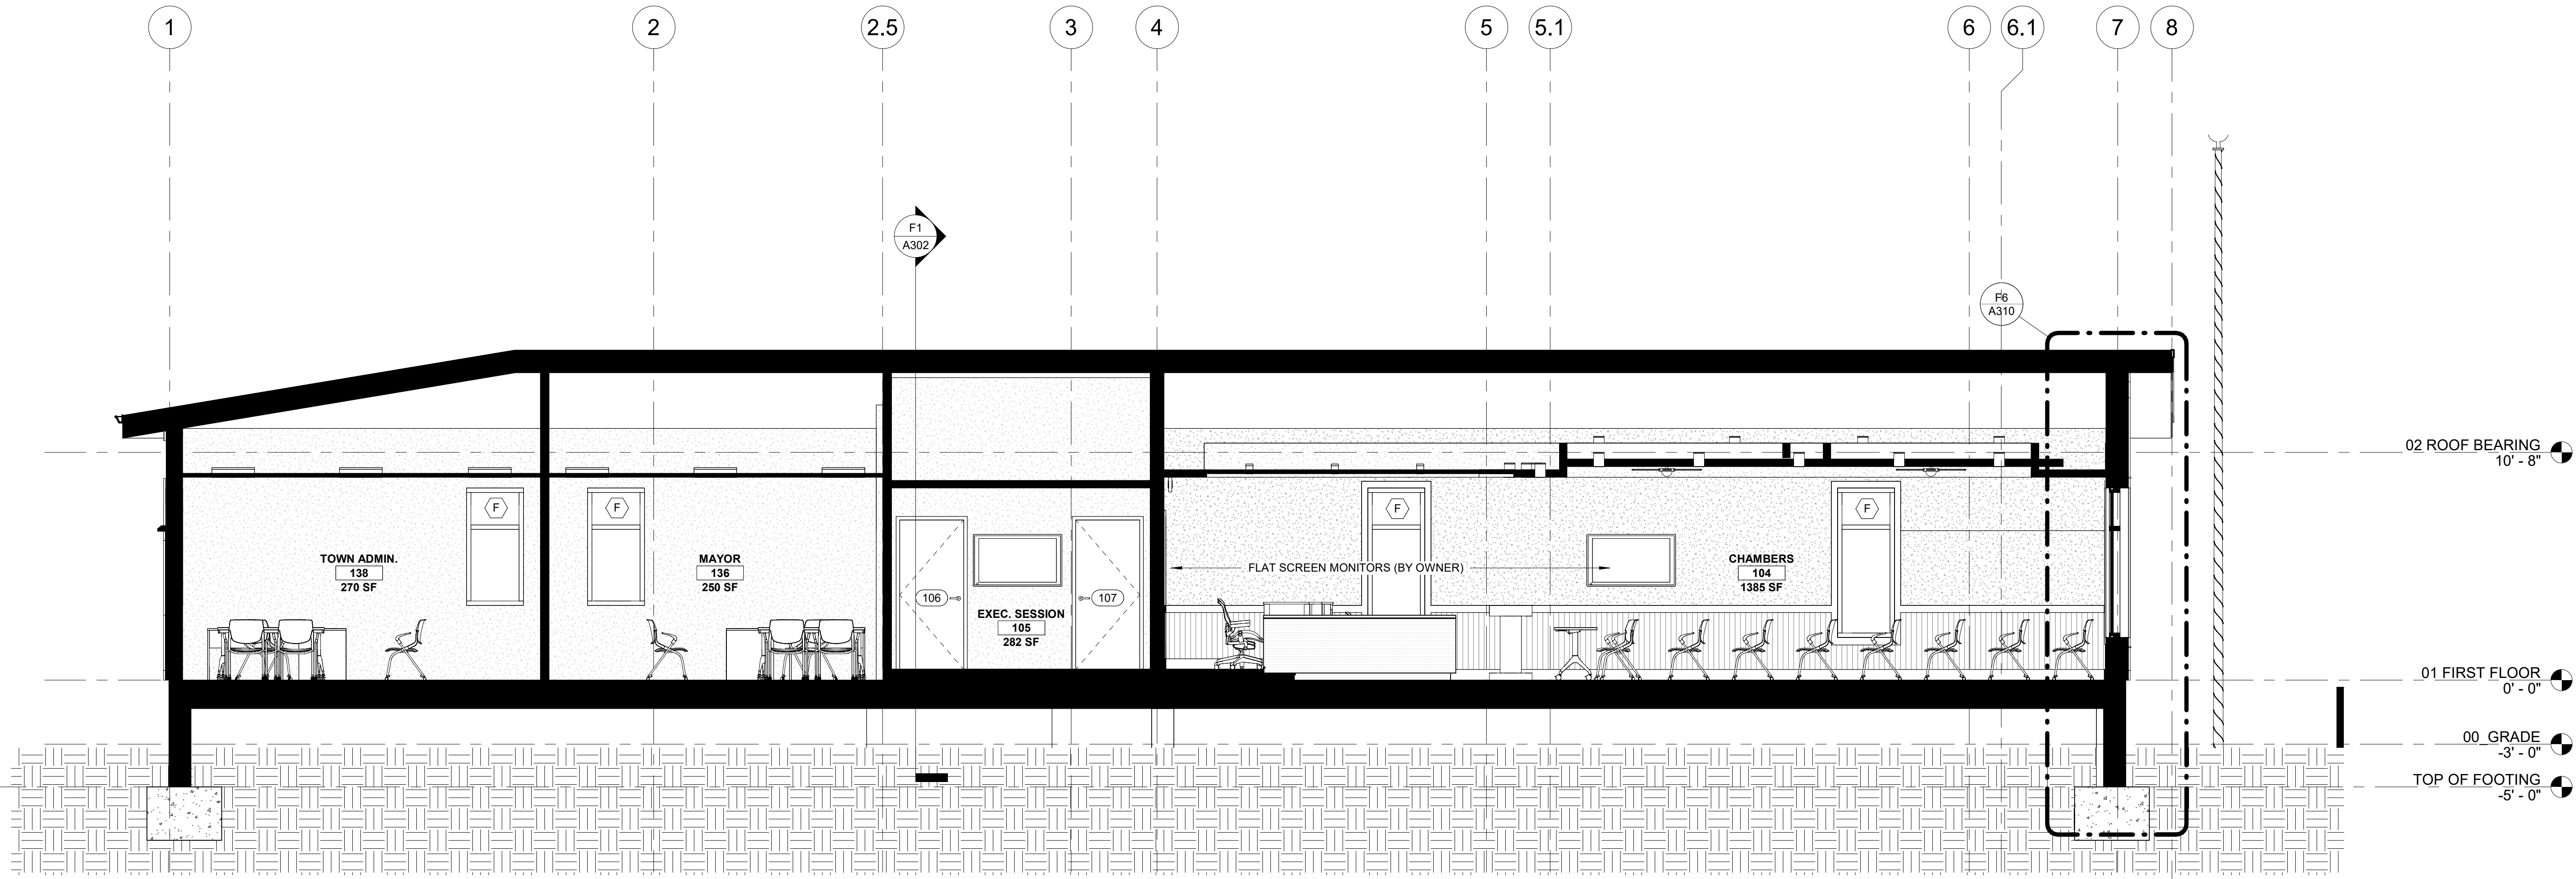 1
2
2.5
3
4
5
5.1
6
6.1
7
8
F1
A302
F6
A310
02 ROOF BEARING
10' - 8"
F
F
F
F
TOWN ADMIN.
138
270 SF
MAYOR
136
250 SF
106
107
EXEC. SESSION
105
282 SF
FLAT SCREEN MONITORS (BY OWNER)
CHAMBERS
104
1385 SF
01 FIRST FLOOR
0' - 0"
00_GRADE
-3' - 0"
TOP OF FOOTING
-5' - 0"